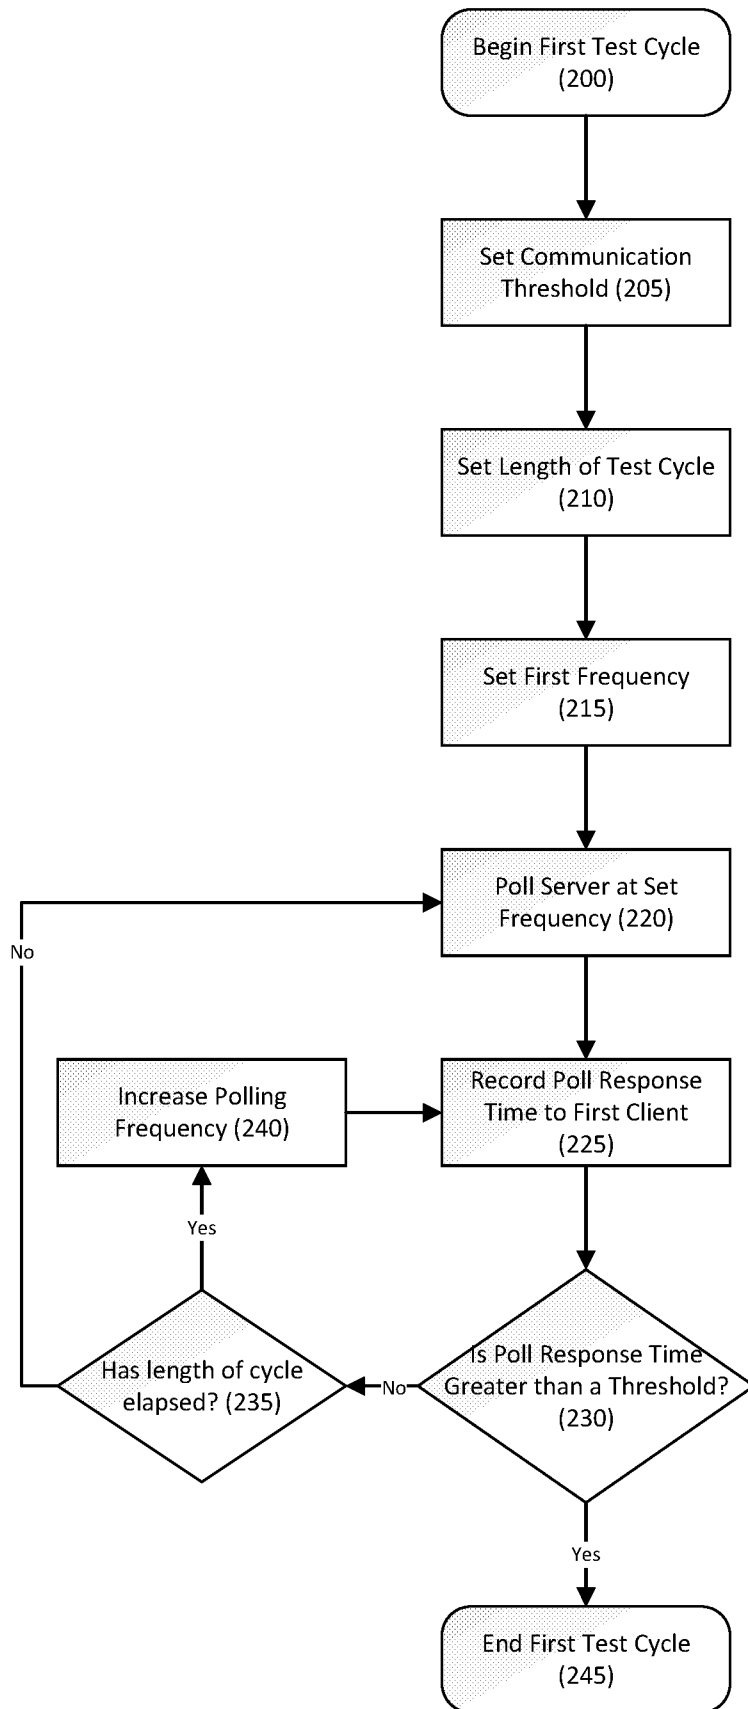 Begin First Test Cycle
(200)
Set Communication
Threshold (205)
Set Length of Test Cycle
(210)
Set First Frequency
(215)
Poll Server at Set
Frequency (220)
No
Increase Polling
Frequency (240)
Record Poll Response
Time to First Client
(225)
Yes
Has length of cycle
elapsed? (235)
No
Is Poll Response Time
Greater than a Threshold?
(230)
Yes
End First Test Cycle
(245)